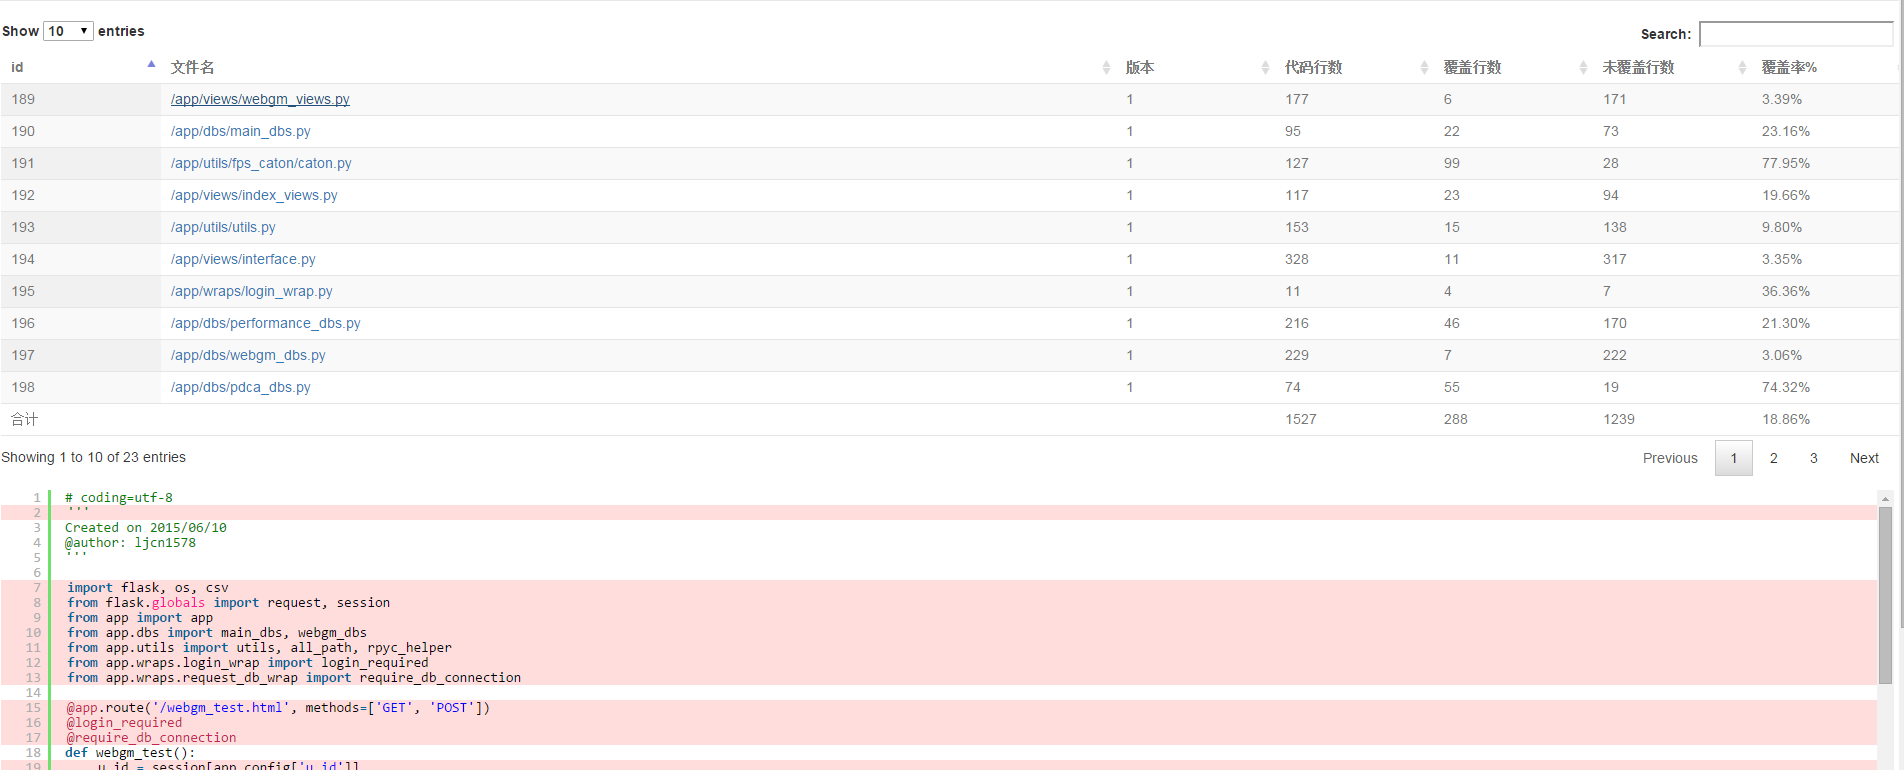 Show 10 entries Search:
id 文件名 版本 代码行数 覆盖行数 未覆盖行数 覆盖率%
189 /app/views/webgm_views.py 1 177 6 171 3.39%
190 /app/dbs/main_dbs.py 1 95 22 73 23.16%
191 /app/utils/fps_caton/caton.py 1 127 99 28 77.95%
192 /app/views/index_views.py 1 117 23 94 19.66%
193 /app/utils/utils.py 1 153 15 138 9.80%
194 /app/views/interface.py 1 328 11 317 3.35%
195 /app/wraps/login_wrap.py 1 11 4 7 36.36%
196 /app/dbs/performance_dbs.py 1 216 46 170 21.30%
197 /app/dbs/webgm_dbs.py 1 229 7 222 3.06%
198 /app/dbs/pdca_dbs.py 1 74 55 19 74.32%
合计 1527 288 1239 18.86%
Showing 1 to 10 of 23 entries Previous 1 2 3 Next
1 # coding=utf-8
2 '''
3 Created on 2015/06/10
4 @author: ljcn1578
5 '''
6
7 import flask, os, csv
8 from flask.globals import request, session
9 from app import app
10 from app.dbs import main_dbs, webgm_dbs
11 from app.utils import utils, all_path, rpyc_helper
12 from app.wraps.login_wrap import login_required
13 from app.wraps.request_db_wrap import require_db_connection
14
15 @app.route('/webgm_test.html', methods=['GET', 'POST'])
16 @login_required
17 @require_db_connection
18 def webgm_test():
19 u_id = session[app.config['u_id']]